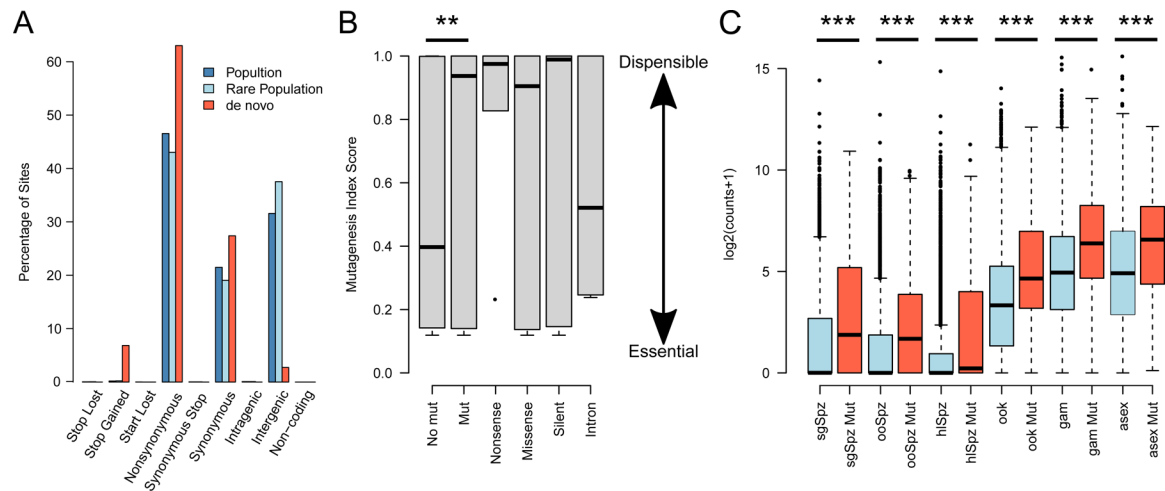 A
Percentage of Sites
60
50
40
30
20
10
0
Popultion
Rare Population
de novo
Stop Lost
Stop Gained
Start Lost
Nonsynonymous
Synonymous Stop
Synonymous
Intragenic
Intergenic
Non-coding
B
**
Mutagenesis Index Score
1.0
0.8
0.6
0.4
0.2
0.0
No mut
Mut
Nonsense
Missense
Silent
Intron
Dispensible
Essential
C
*** *** *** *** *** ***
log2(counts+1)
15
10
5
0
sgSpz
sgSpz Mut
ooSpz
ooSpz Mut
hlSpz
hlSpz Mut
ook
ook Mut
gam
gam Mut
asex
asex Mut